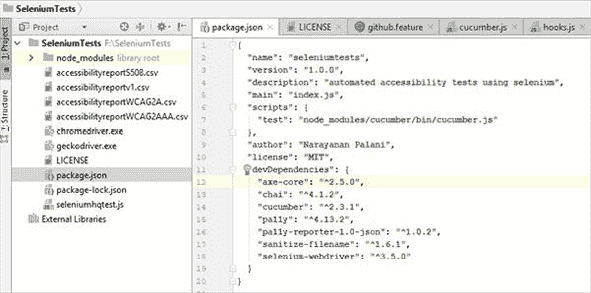 SeleniumTests
1: Project
7: Structure
Project
SeleniumTests F:\SeleniumTests
node_modules library root
accessibilityreportS508.csv
accessibilityreportv1.csv
accessibilityreportWCAG2A.csv
accessibilityreportWCAG2AAA.csv
chromedriver.exe
geckodriver.exe
LICENSE
package.json
package-lock.json
seleniumhqtest.js
External Libraries
package.json
LICENSE
github.feature
cucumber.js
hooks.js
1 {
2 "name": "seleniumtests",
3 "version": "1.0.0",
4 "description": "automated accessibility tests using selenium",
5 "main": "index.js",
6 "scripts": {
7 "test": "node_modules/cucumber/bin/cucumber.js"
8 },
9 "author": "Narayanan Palani",
10 "license": "MIT",
11 "devDependencies": {
12 "axe-core": "^2.5.0",
13 "chai": "^4.1.2",
14 "cucumber": "^2.3.1",
15 "pa11y": "^4.13.2",
16 "pa11y-reporter-1.0-json": "^1.0.2",
17 "sanitize-filename": "^1.6.1",
18 "selenium-webdriver": "^3.5.0"
19 }
20 }